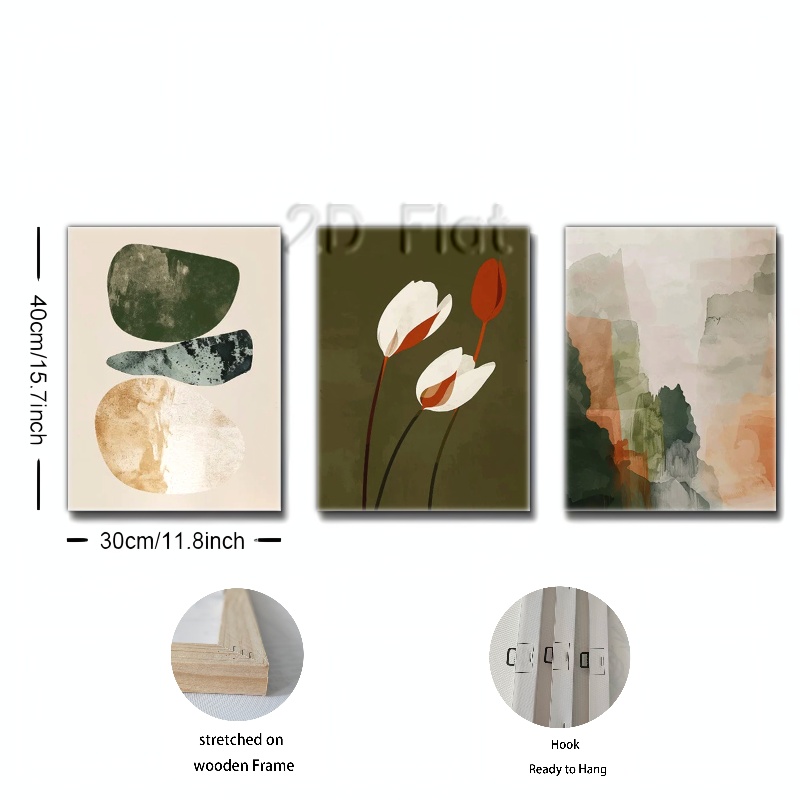 2D Flat
40cm/15.7inch
30cm/11.8inch
stretched on
wooden Frame
Hook
Ready to Hang